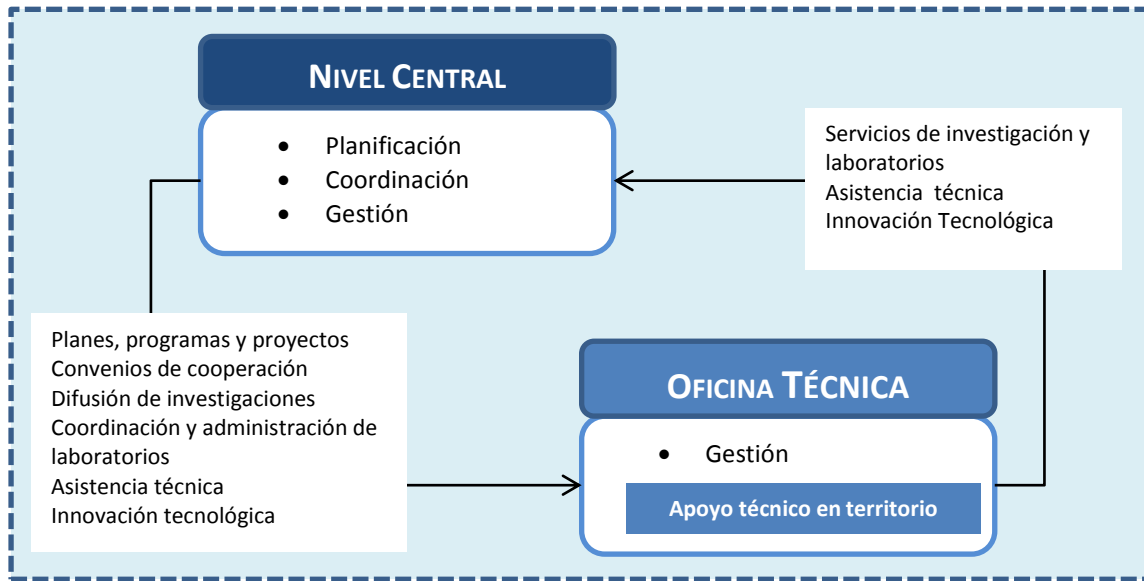 NIVEL CENTRAL
• Planificación
• Coordinación
• Gestión
Servicios de investigación y
laboratorios
Asistencia técnica
Innovación Tecnológica
Planes, programas y proyectos
Convenios de cooperación
Difusión de investigaciones
Coordinación y administración de
laboratorios
Asistencia técnica
Innovación tecnológica
OFICINA TÉCNICA
• Gestión
Apoyo técnico en territorio